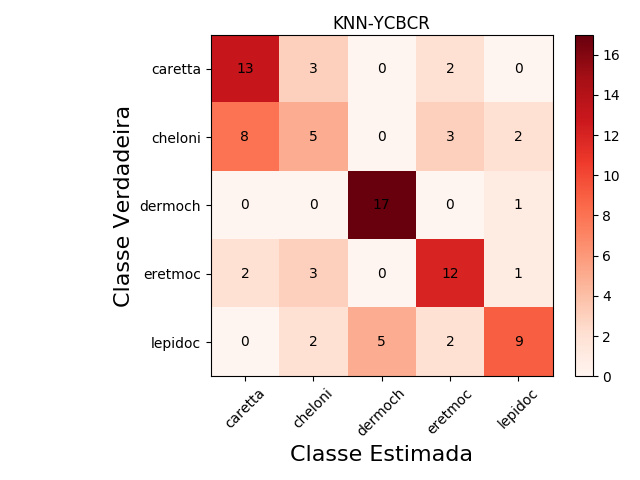 KNN-YCBCR
caretta 13 3 0 2 0
cheloni 8 5 0 3 2
dermoch 0 0 17 0 1
eretmoc 2 3 0 12 1
lepidoc 0 2 5 2 9
caretta cheloni dermoch eretmoc lepidoc
Classe Verdadeira
Classe Estimada
16
14
12
10
8
6
4
2
0